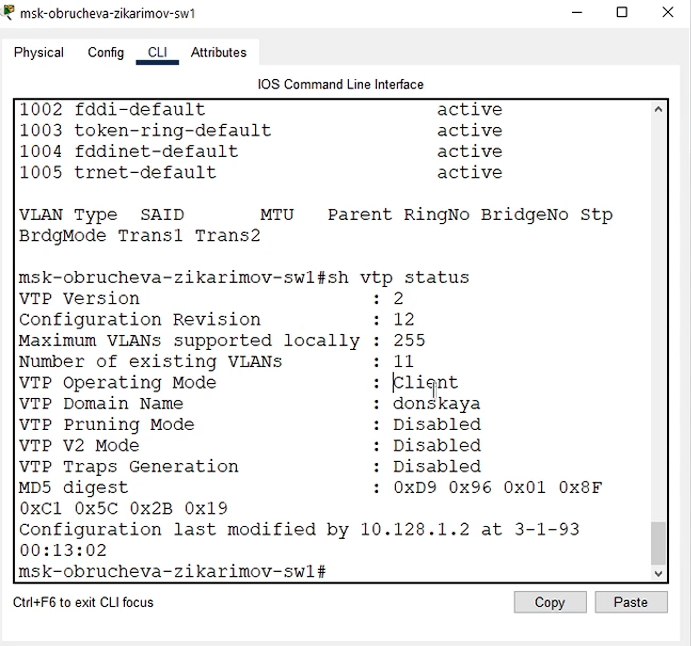 msk-obrucheva-zikarimov-sw1
Physical Config CLI Attributes
IOS Command Line Interface
1002 fddi-default active
1003 token-ring-default active
1004 fddinet-default active
1005 trnet-default active
VLAN Type SAID MTU Parent RingNo BridgeNo Stp
BrdgMode Trans1 Trans2
msk-obrucheva-zikarimov-sw1#sh vtp status
VTP Version : 2
Configuration Revision : 12
Maximum VLANs supported locally : 255
Number of existing VLANs : 11
VTP Operating Mode : Client
VTP Domain Name : donskaya
VTP Pruning Mode : Disabled
VTP V2 Mode : Disabled
VTP Traps Generation : Disabled
MD5 digest : 0xD9 0x96 0x01 0x8F
0xC1 0x5C 0x2B 0x19
Configuration last modified by 10.128.1.2 at 3-1-93
00:13:02
msk-obrucheva-zikarimov-sw1#
Ctrl+F6 to exit CLI focus Copy Paste